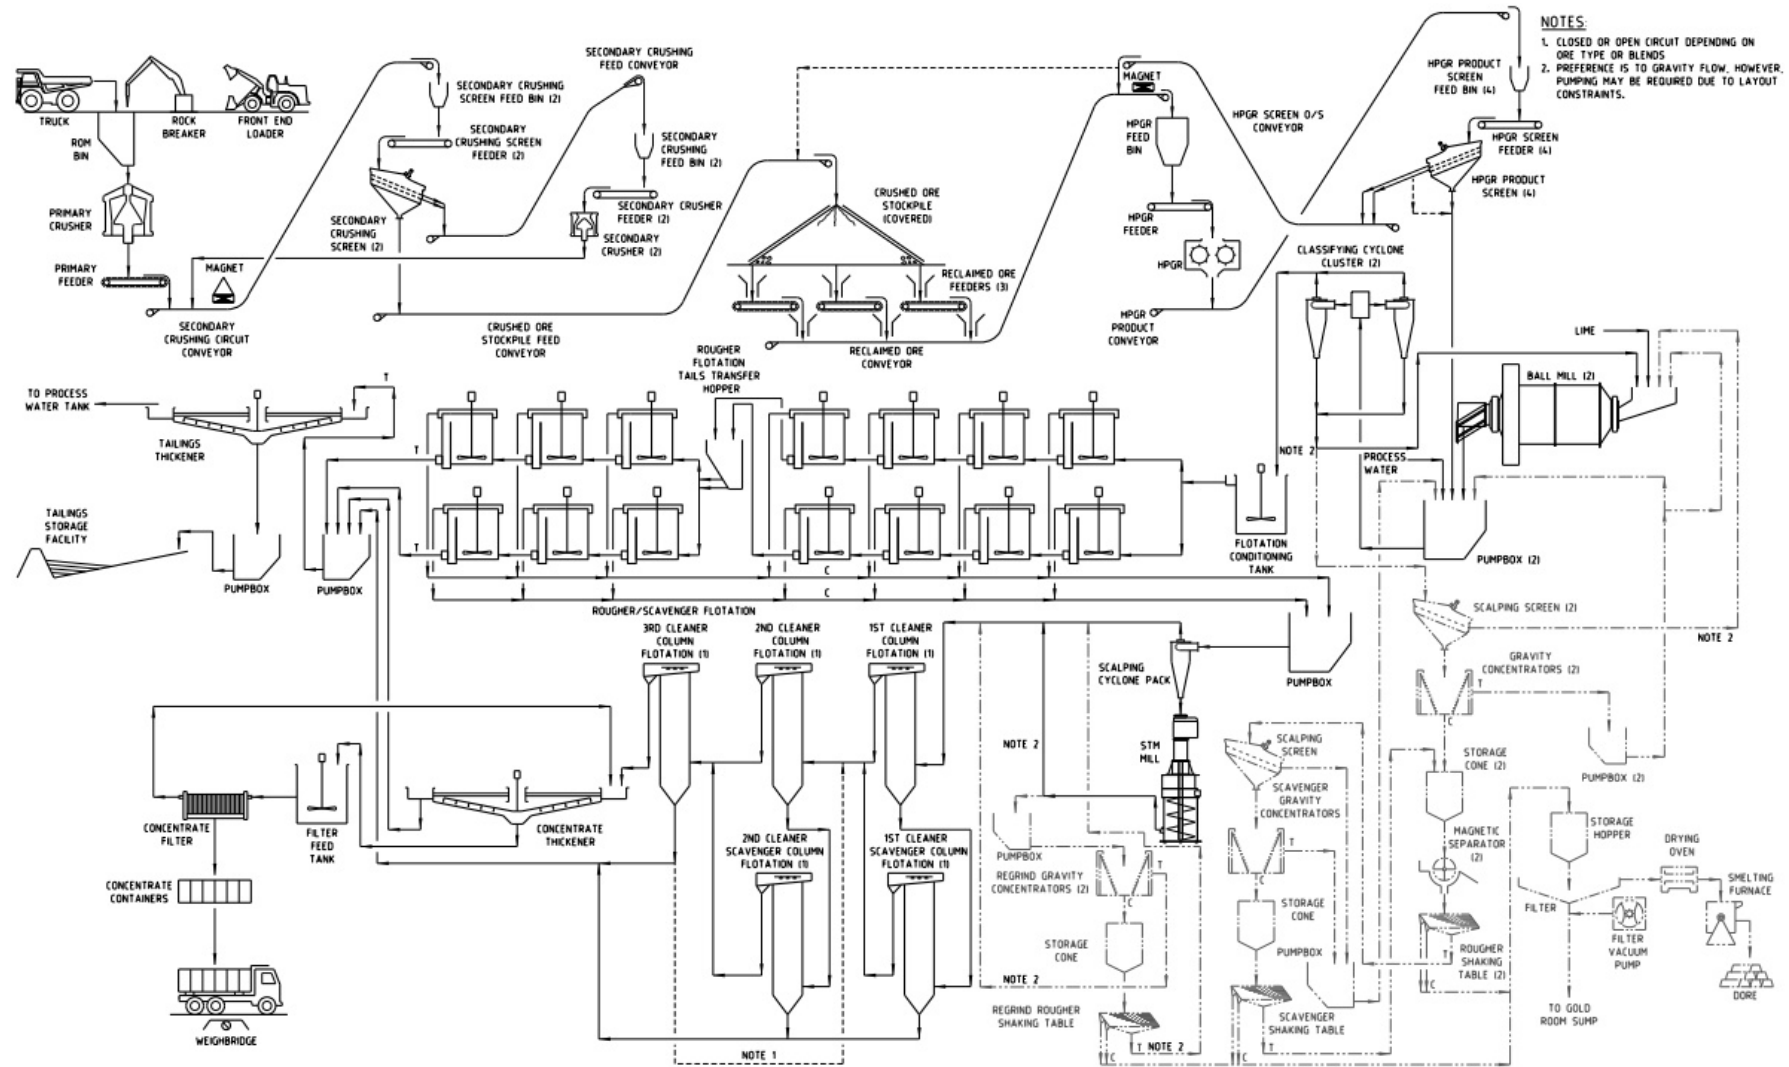 NOTES:
1. CLOSED OR OPEN CIRCUIT DEPENDING ON
ORE TYPE OR BLENDS
2. PREFERENCE IS TO GRAVITY FLOW, HOWEVER,
PUMPING MAY BE REQUIRED DUE TO LAYOUT
CONSTRAINTS.
TRUCK
ROCK
BREAKER
FRONT END
LOADER
ROM
BIN
PRIMARY
CRUSHER
PRIMARY
FEEDER
MAGNET
SECONDARY
CRUSHING CIRCUIT
CONVEYOR
SECONDARY
CRUSHING
SCREEN FEED BIN (2)
SECONDARY
CRUSHING SCREEN
FEEDER (2)
SECONDARY
CRUSHING
SCREEN (2)
SECONDARY CRUSHING
FEED CONVEYOR
SECONDARY
CRUSHING
FEED BIN (2)
SECONDARY CRUSHER
FEEDER (2)
SECONDARY
CRUSHER (2)
CRUSHED ORE
STOCKPILE FEED
CONVEYOR
CRUSHED ORE
STOCKPILE
(COVERED)
RECLAIMED ORE
FEEDERS (3)
RECLAIMED ORE
CONVEYOR
MAGNET
HPGR
FEED
BIN
HPGR
FEEDER
HPGR
HPGR
PRODUCT
CONVEYOR
HPGR SCREEN O/S
CONVEYOR
HPGR PRODUCT
SCREEN
FEED BIN (4)
HPGR SCREEN
FEEDER (4)
HPGR PRODUCT
SCREEN (4)
CLASSIFYING CYCLONE
CLUSTER (2)
LIME
BALL MILL (2)
NOTE 2
PROCESS
WATER
PUMPBOX (2)
TO PROCESS
WATER TANK
T
TAILINGS
THICKENER
TAILINGS
STORAGE
FACILITY
PUMPBOX
PUMPBOX
T
T
ROUGHER
FLOTATION
TAILS TRANSFER
HOPPER
C
C
ROUGHER/SCAVENGER FLOTATION
FLOTATION
CONDITIONING
TANK
3RD CLEANER
COLUMN
FLOTATION (1)
2ND CLEANER
COLUMN
FLOTATION (1)
1ST CLEANER
COLUMN
FLOTATION (1)
SCALPING
CYCLONE PACK
PUMPBOX
SCALPING SCREEN (2)
NOTE 2
GRAVITY
CONCENTRATORS (2)
T
C
PUMPBOX (2)
STORAGE
CONE (2)
MAGNETIC
SEPARATOR
(2)
ROUGHER
SHAKING
TABLE (2)
T
C
CONCENTRATE
FILTER
FILTER
FEED
TANK
CONCENTRATE
THICKENER
CONCENTRATE
CONTAINERS
WEIGHBRIDGE
2ND CLEANER
SCAVENGER COLUMN
FLOTATION (1)
1ST CLEANER
SCAVENGER COLUMN
FLOTATION (1)
NOTE 1
NOTE 2
STM
MILL
PUMPBOX
REGRIND GRAVITY
CONCENTRATORS (2)
T
C
STORAGE
CONE
NOTE 2
REGRIND ROUGHER
SHAKING TABLE
C
T
NOTE 2
SCALPING
SCREEN
SCAVENGER
GRAVITY
CONCENTRATORS
T
C
STORAGE
CONE
PUMPBOX
SCAVENGER
SHAKING TABLE
C
T
STORAGE
HOPPER
FILTER
DRYING
OVEN
SMELTING
FURNACE
FILTER
VACUUM
PUMP
DORE
TO GOLD
ROOM SUMP